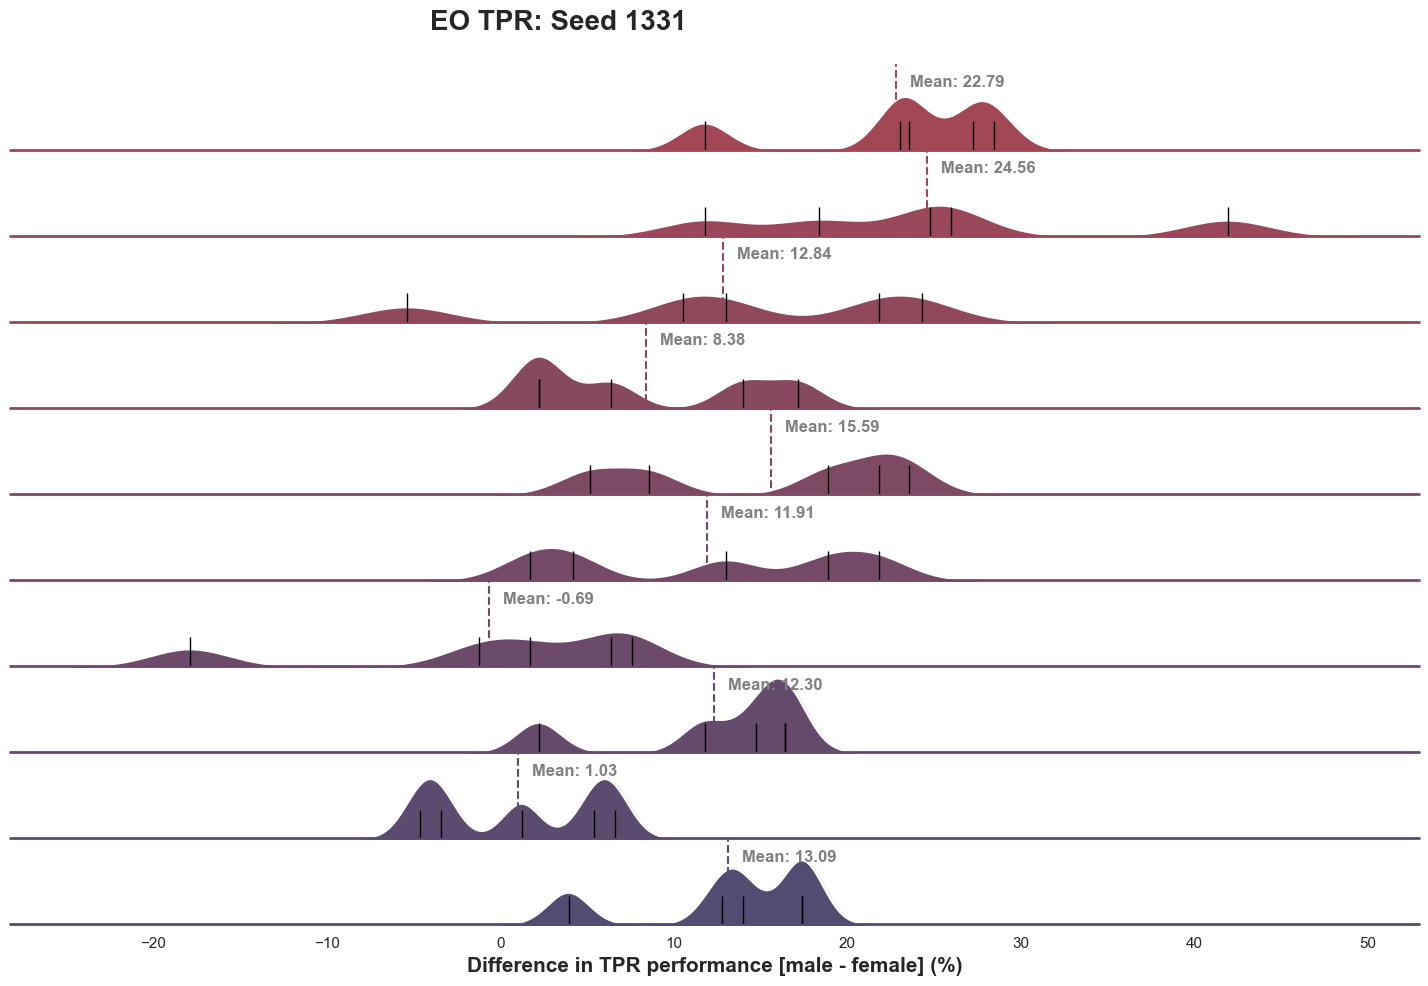 EO TPR: Seed 1331
Mean: 22.79
Mean: 24.56
Mean: 12.84
Mean: 8.38
Mean: 15.59
Mean: 11.91
Mean: -0.69
Mean: 12.30
Mean: 1.03
Mean: 13.09
−20 −10 0 10 20 30 40 50
Difference in TPR performance [male - female] (%)